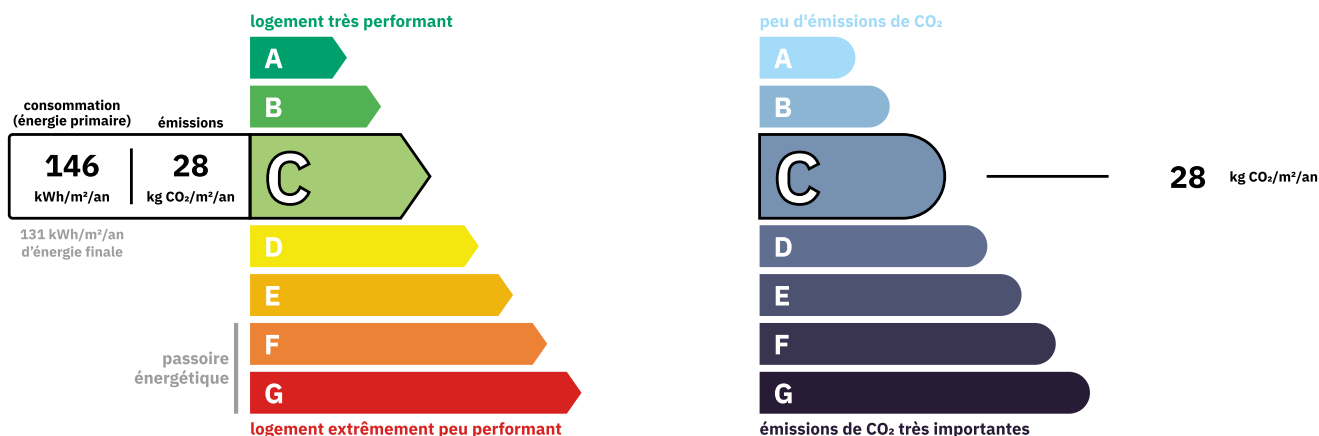 logement très performant
A
B
consommation
(énergie primaire)
émissions
146
kWh/m²/an
28
kg CO₂/m²/an
C
131 kWh/m²/an
d'énergie finale
D
E
F
passoire
énergétique
G
logement extrêmement peu performant
peu d'émissions de CO₂
A
B
C
28 kg CO₂/m²/an
D
E
F
G
émissions de CO₂ très importantes